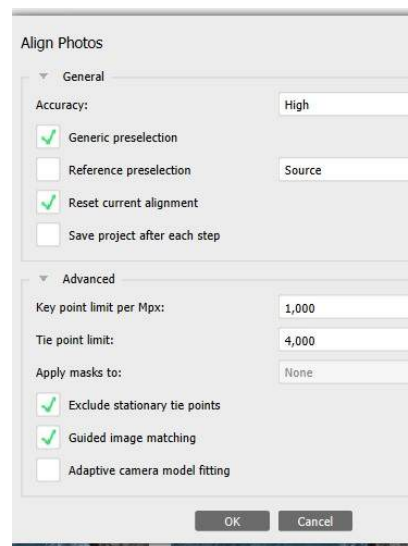 Align Photos
General
Accuracy: High
Generic preselection
Reference preselection Source
Reset current alignment
Save project after each step
Advanced
Key point limit per Mpx: 1,000
Tie point limit: 4,000
Apply masks to: None
Exclude stationary tie points
Guided image matching
Adaptive camera model fitting
OK Cancel